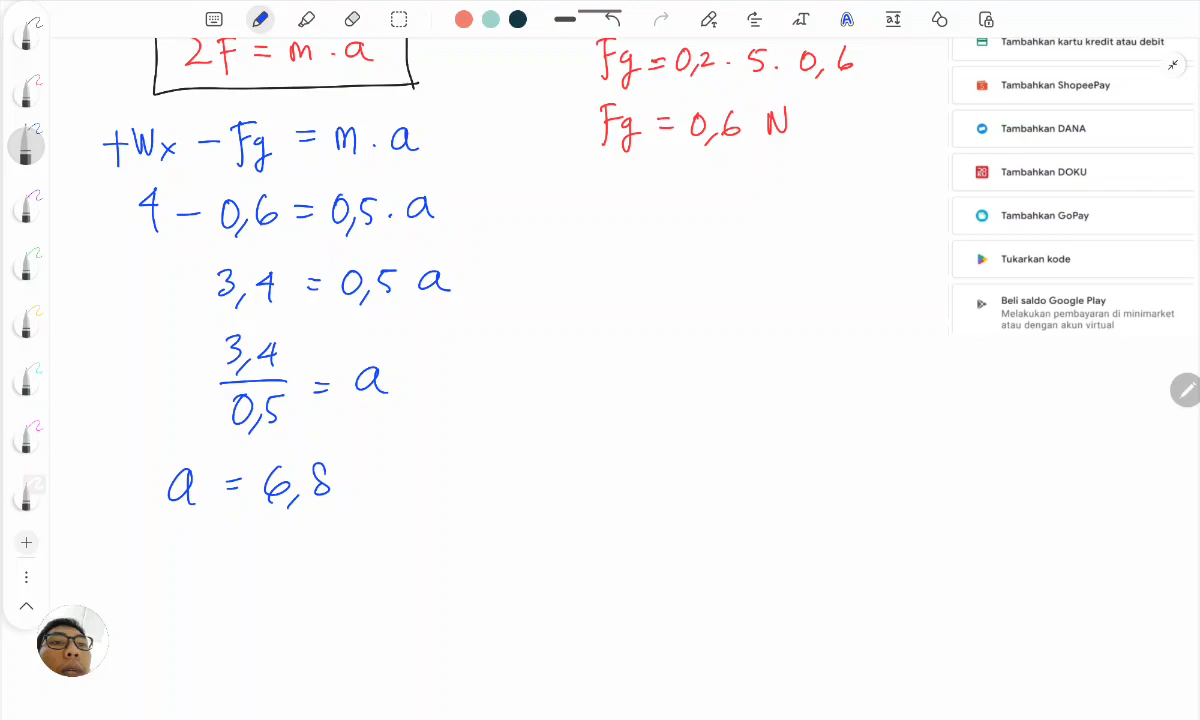 ΣF = m . a
+Wx - Fg = m . a
4 - 0,6 = 0,5 . a
3,4 = 0,5 a
3,4
0,5
= a
a = 6,8
Fg = 0,2 . 5 . 0,6
Fg = 0,6 N
Tambahkan kartu kredit atau debit
Tambahkan ShopeePay
Tambahkan DANA
Tambahkan DOKU
Tambahkan GoPay
Tukarkan kode
Beli saldo Google Play
Melakukan pembayaran di minimarket
atau dengan akun virtual